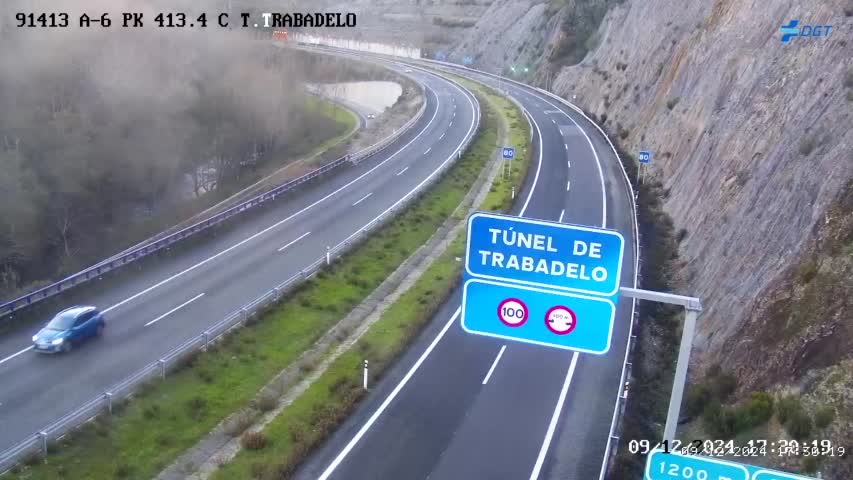 91413 A-6 PK 413.4 C T.TRABADELO
DGT
80
80
TÚNEL DE
TRABADELO
100
09/12/2024 17:30:19
1200 m